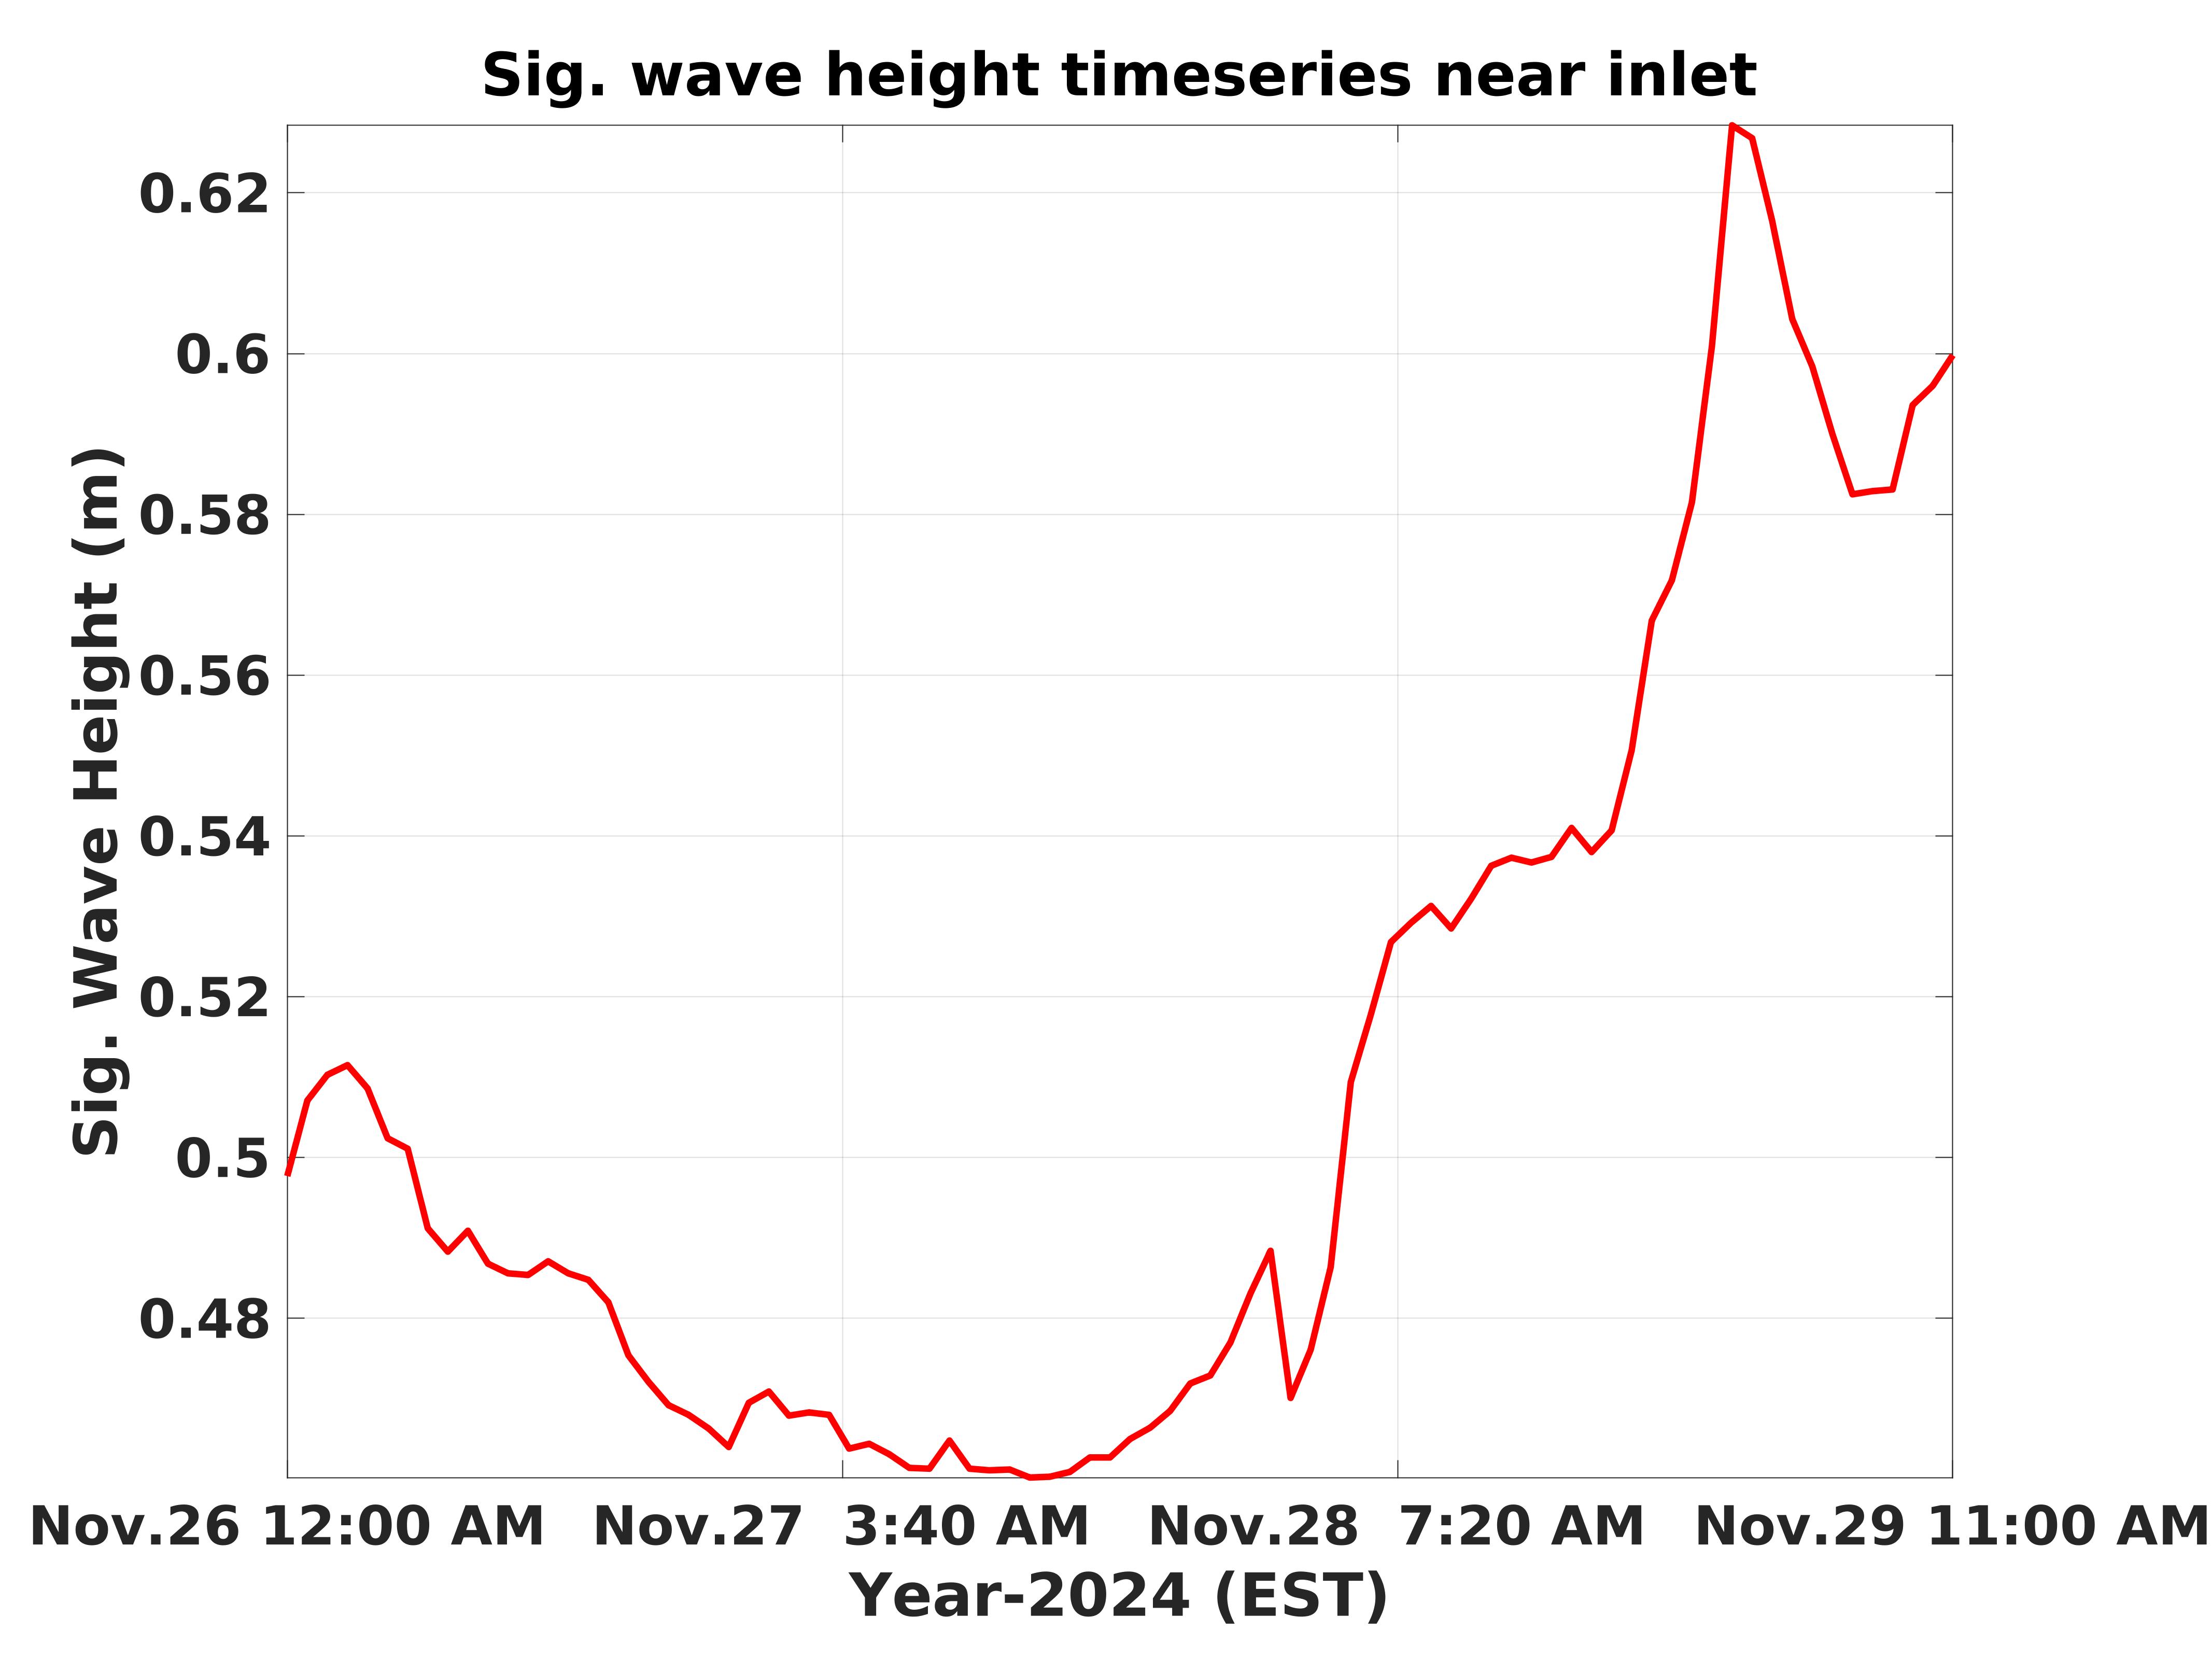 Sig. wave height timeseries near inlet
Sig. Wave Height (m)
0.62
0.6
0.58
0.56
0.54
0.52
0.5
0.48
Nov.26 12:00 AM Nov.27 3:40 AM Nov.28 7:20 AM Nov.29 11:00 AM
Year-2024 (EST)